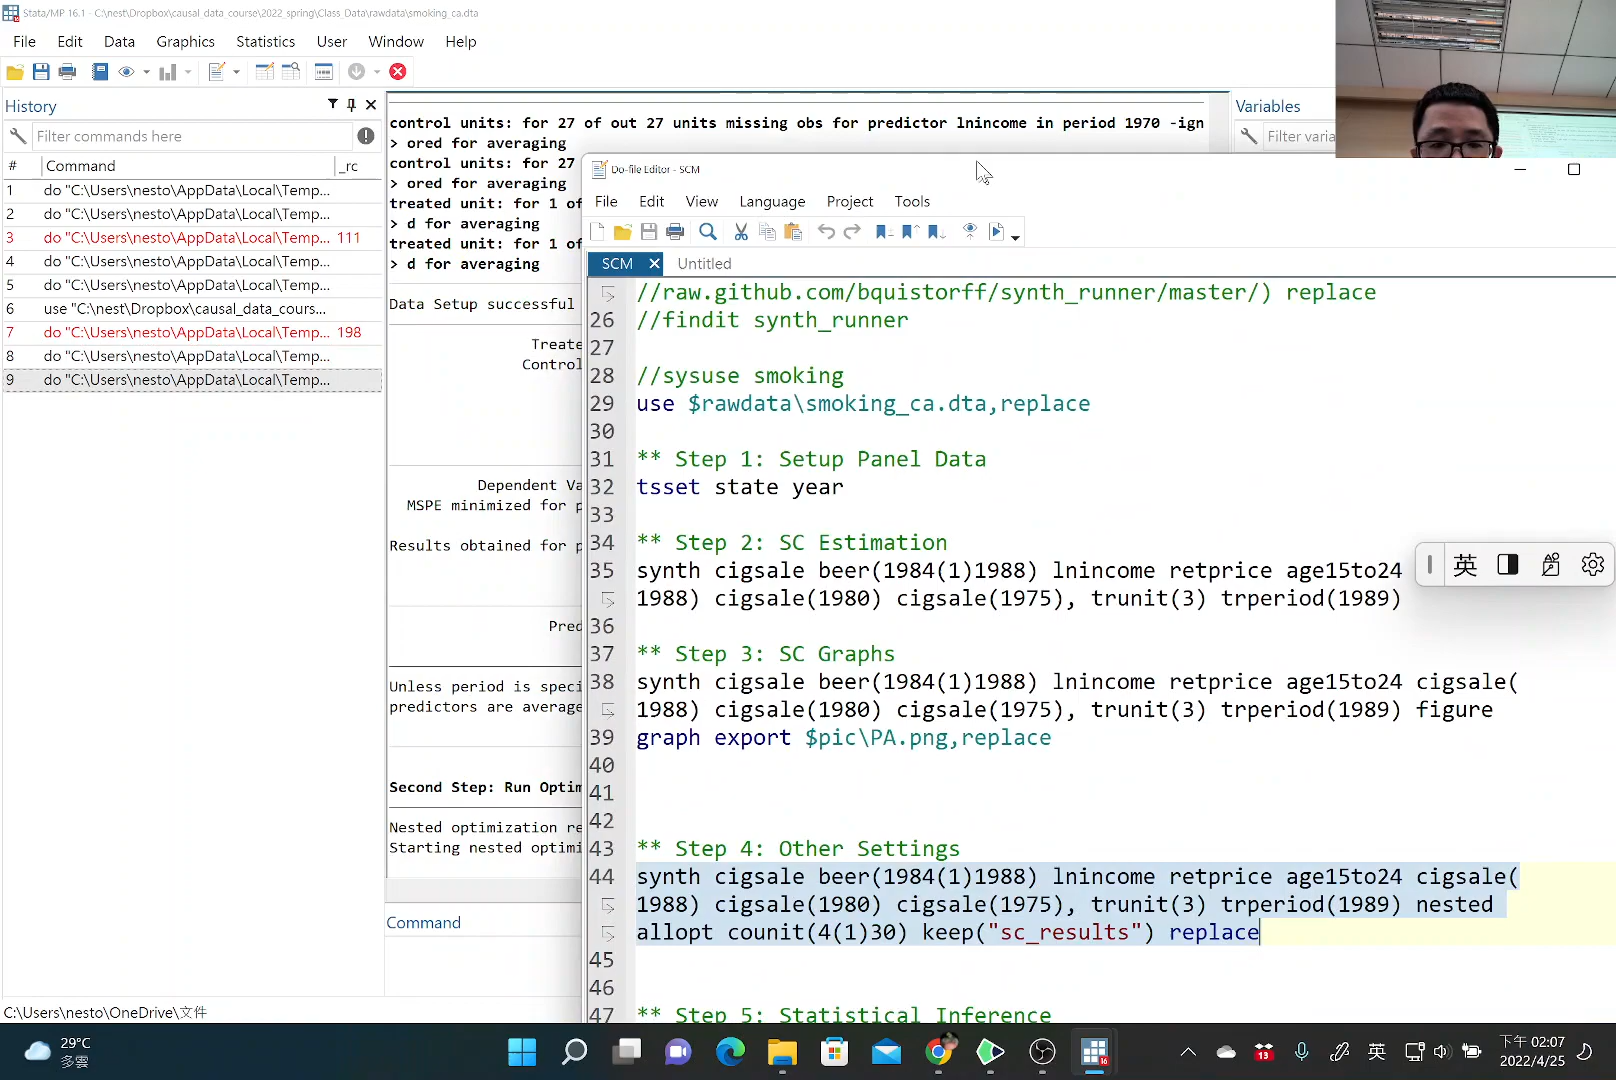 Stata/MP 16.1 - C:\nest\Dropbox\causal_data_course\2022_spring\Class_Data\rawdata\smoking_ca.dta
File Edit Data Graphics Statistics User Window Help
History
Filter commands here
# Command _rc
1 do "C:\Users\nesto\AppData\Local\Temp...
2 do "C:\Users\nesto\AppData\Local\Temp...
3 do "C:\Users\nesto\AppData\Local\Temp... 111
4 do "C:\Users\nesto\AppData\Local\Temp...
5 do "C:\Users\nesto\AppData\Local\Temp...
6 use "C:\nest\Dropbox\causal_data_cours...
7 do "C:\Users\nesto\AppData\Local\Temp... 198
8 do "C:\Users\nesto\AppData\Local\Temp...
9 do "C:\Users\nesto\AppData\Local\Temp...
C:\Users\nesto\OneDrive\文件
control units: for 27 of out 27 units missing obs for predictor lnincome in period 1970 -ign
> ored for averaging
control units: for 27
> ored for averaging
treated unit: for 1 of
> d for averaging
treated unit: for 1 of
> d for averaging
Data Setup successful
Treate
Control
Dependent Va
MSPE minimized for p
Results obtained for p
Pred
Unless period is speci
predictors are average
Second Step: Run Optim
Nested optimization re
Starting nested optimi
Command
Variables
Filter varia
Do-file Editor - SCM
File Edit View Language Project Tools
SCM Untitled
//raw.github.com/bquistorff/synth_runner/master/) replace
26 //findit synth_runner
27
28 //sysuse smoking
29 use $rawdata\smoking_ca.dta,replace
30
31 ** Step 1: Setup Panel Data
32 tsset state year
33
34 ** Step 2: SC Estimation
35 synth cigsale beer(1984(1)1988) lnincome retprice age15to24
1988) cigsale(1980) cigsale(1975), trunit(3) trperiod(1989)
36
37 ** Step 3: SC Graphs
38 synth cigsale beer(1984(1)1988) lnincome retprice age15to24 cigsale(
1988) cigsale(1980) cigsale(1975), trunit(3) trperiod(1989) figure
39 graph export $pic\PA.png,replace
40
41
42
43 ** Step 4: Other Settings
44 synth cigsale beer(1984(1)1988) lnincome retprice age15to24 cigsale(
1988) cigsale(1980) cigsale(1975), trunit(3) trperiod(1989) nested
allopt counit(4(1)30) keep("sc_results") replace
45
46
47 ** Step 5: Statistical Inference
英
29°C
多雲
16
13
英
下午 02:07
2022/4/25